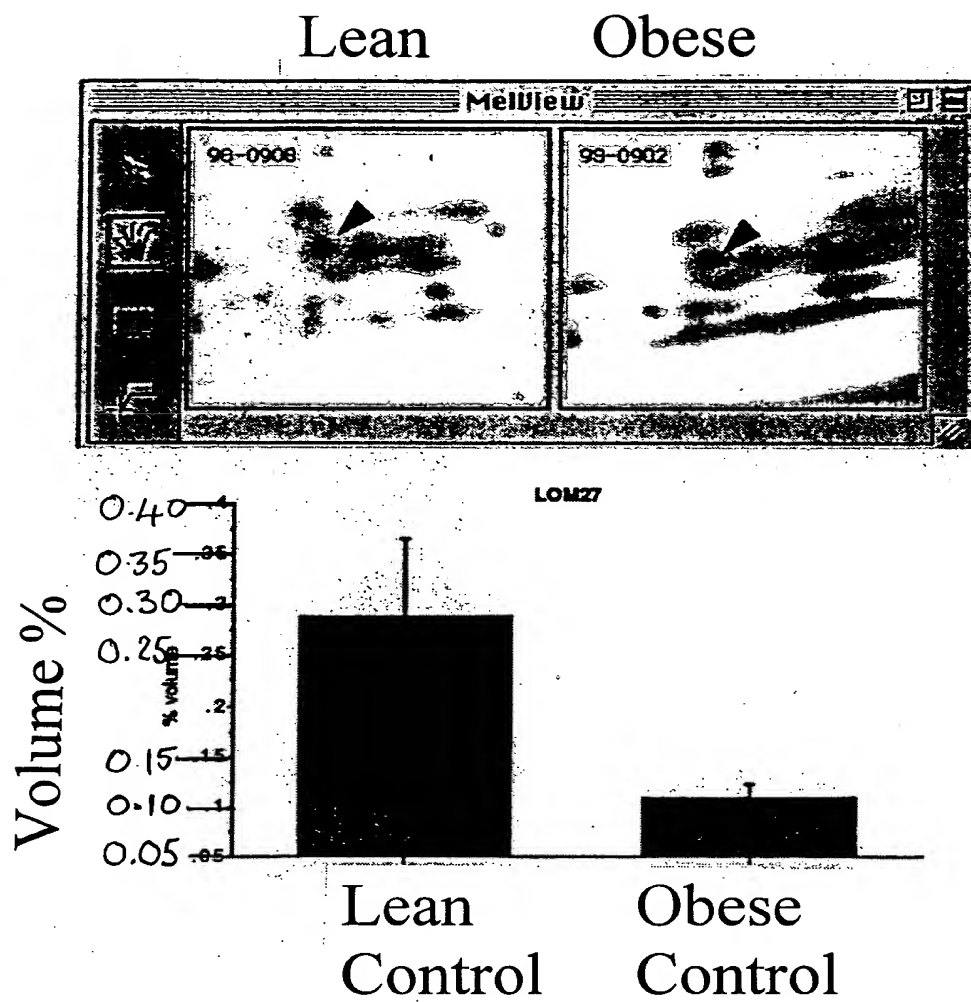 Lean Obese
MelView
98-0908 98-0902
LOM27
Volume %
% volume
0.40 .4
0.35 .35
0.30 .3
0.25 .25
.2
0.15 .15
0.10 .1
0.05 .05
Lean Control
Obese Control